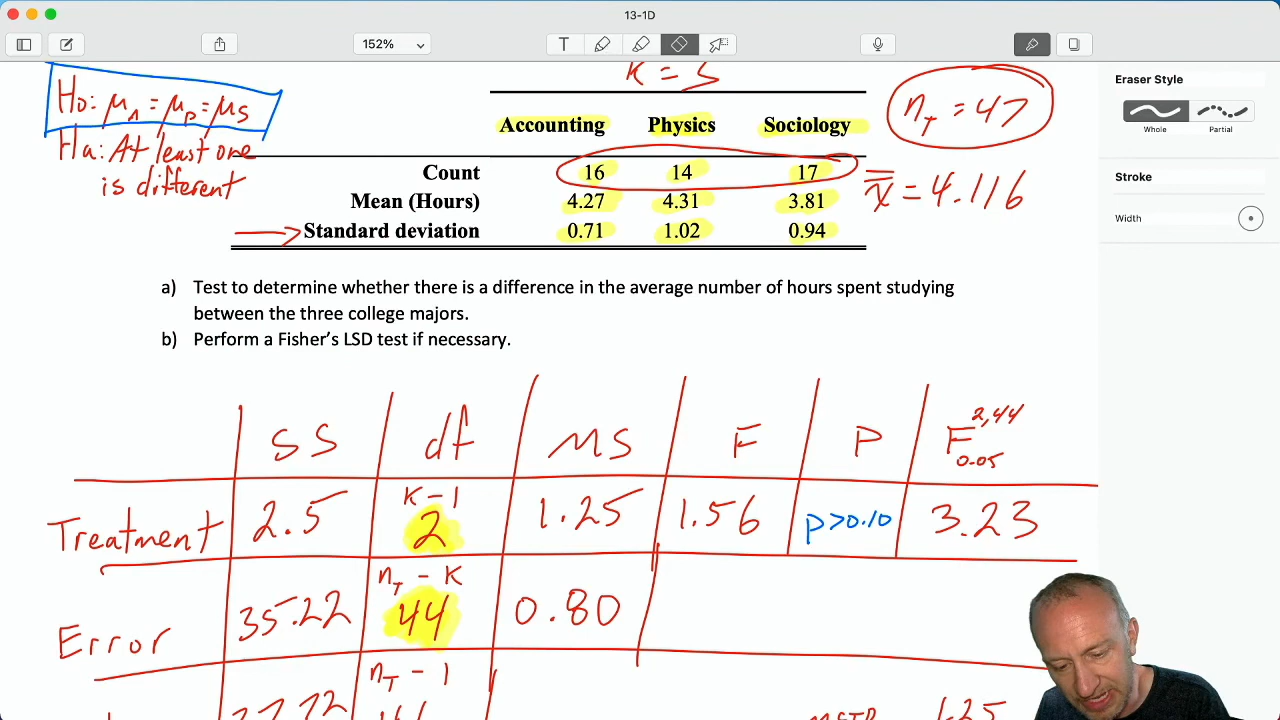 13-1D
152%
T
Eraser Style
Whole
Partial
Stroke
Width
K = 3
H0: μA = μP = μS
Ha: At least one
is different
nT = 47
x̿ = 4.116
Accounting Physics Sociology
Count 16 14 17
Mean (Hours) 4.27 4.31 3.81
Standard deviation 0.71 1.02 0.94
a) Test to determine whether there is a difference in the average number of hours spent studying
between the three college majors.
b) Perform a Fisher's LSD test if necessary.
SS df MS F P F 2,44 0.05
K-1
Treatment 2.5 2 1.25 1.56 p>0.10 3.23
nT - K
Error 35.22 44 0.80
nT - 1